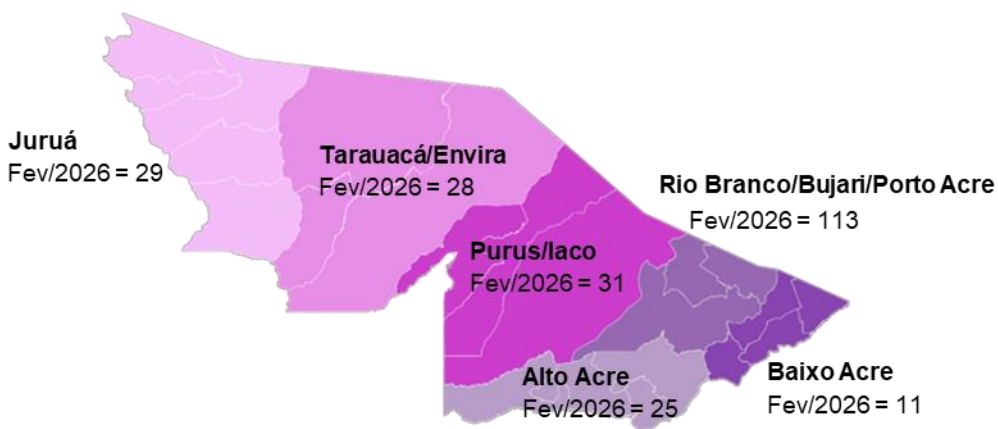 Juruá
Fev/2026 = 29
Tarauacá/Envira
Fev/2026 = 28
Rio Branco/Bujari/Porto Acre
Fev/2026 = 113
Purus/Iaco
Fev/2026 = 31
Alto Acre
Fev/2026 = 25
Baixo Acre
Fev/2026 = 11